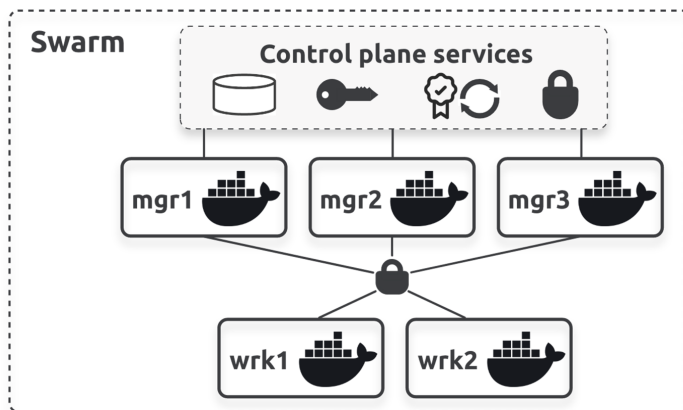 Swarm
Control plane services
mgr1
mgr2
mgr3
wrk1
wrk2